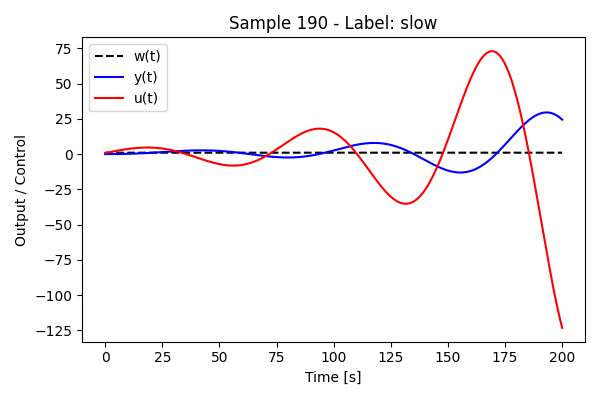 Sample 190 - Label: slow
w(t)
y(t)
u(t)
Output / Control
75
50
25
0
−25
−50
−75
−100
−125
0 25 50 75 100 125 150 175 200
Time [s]